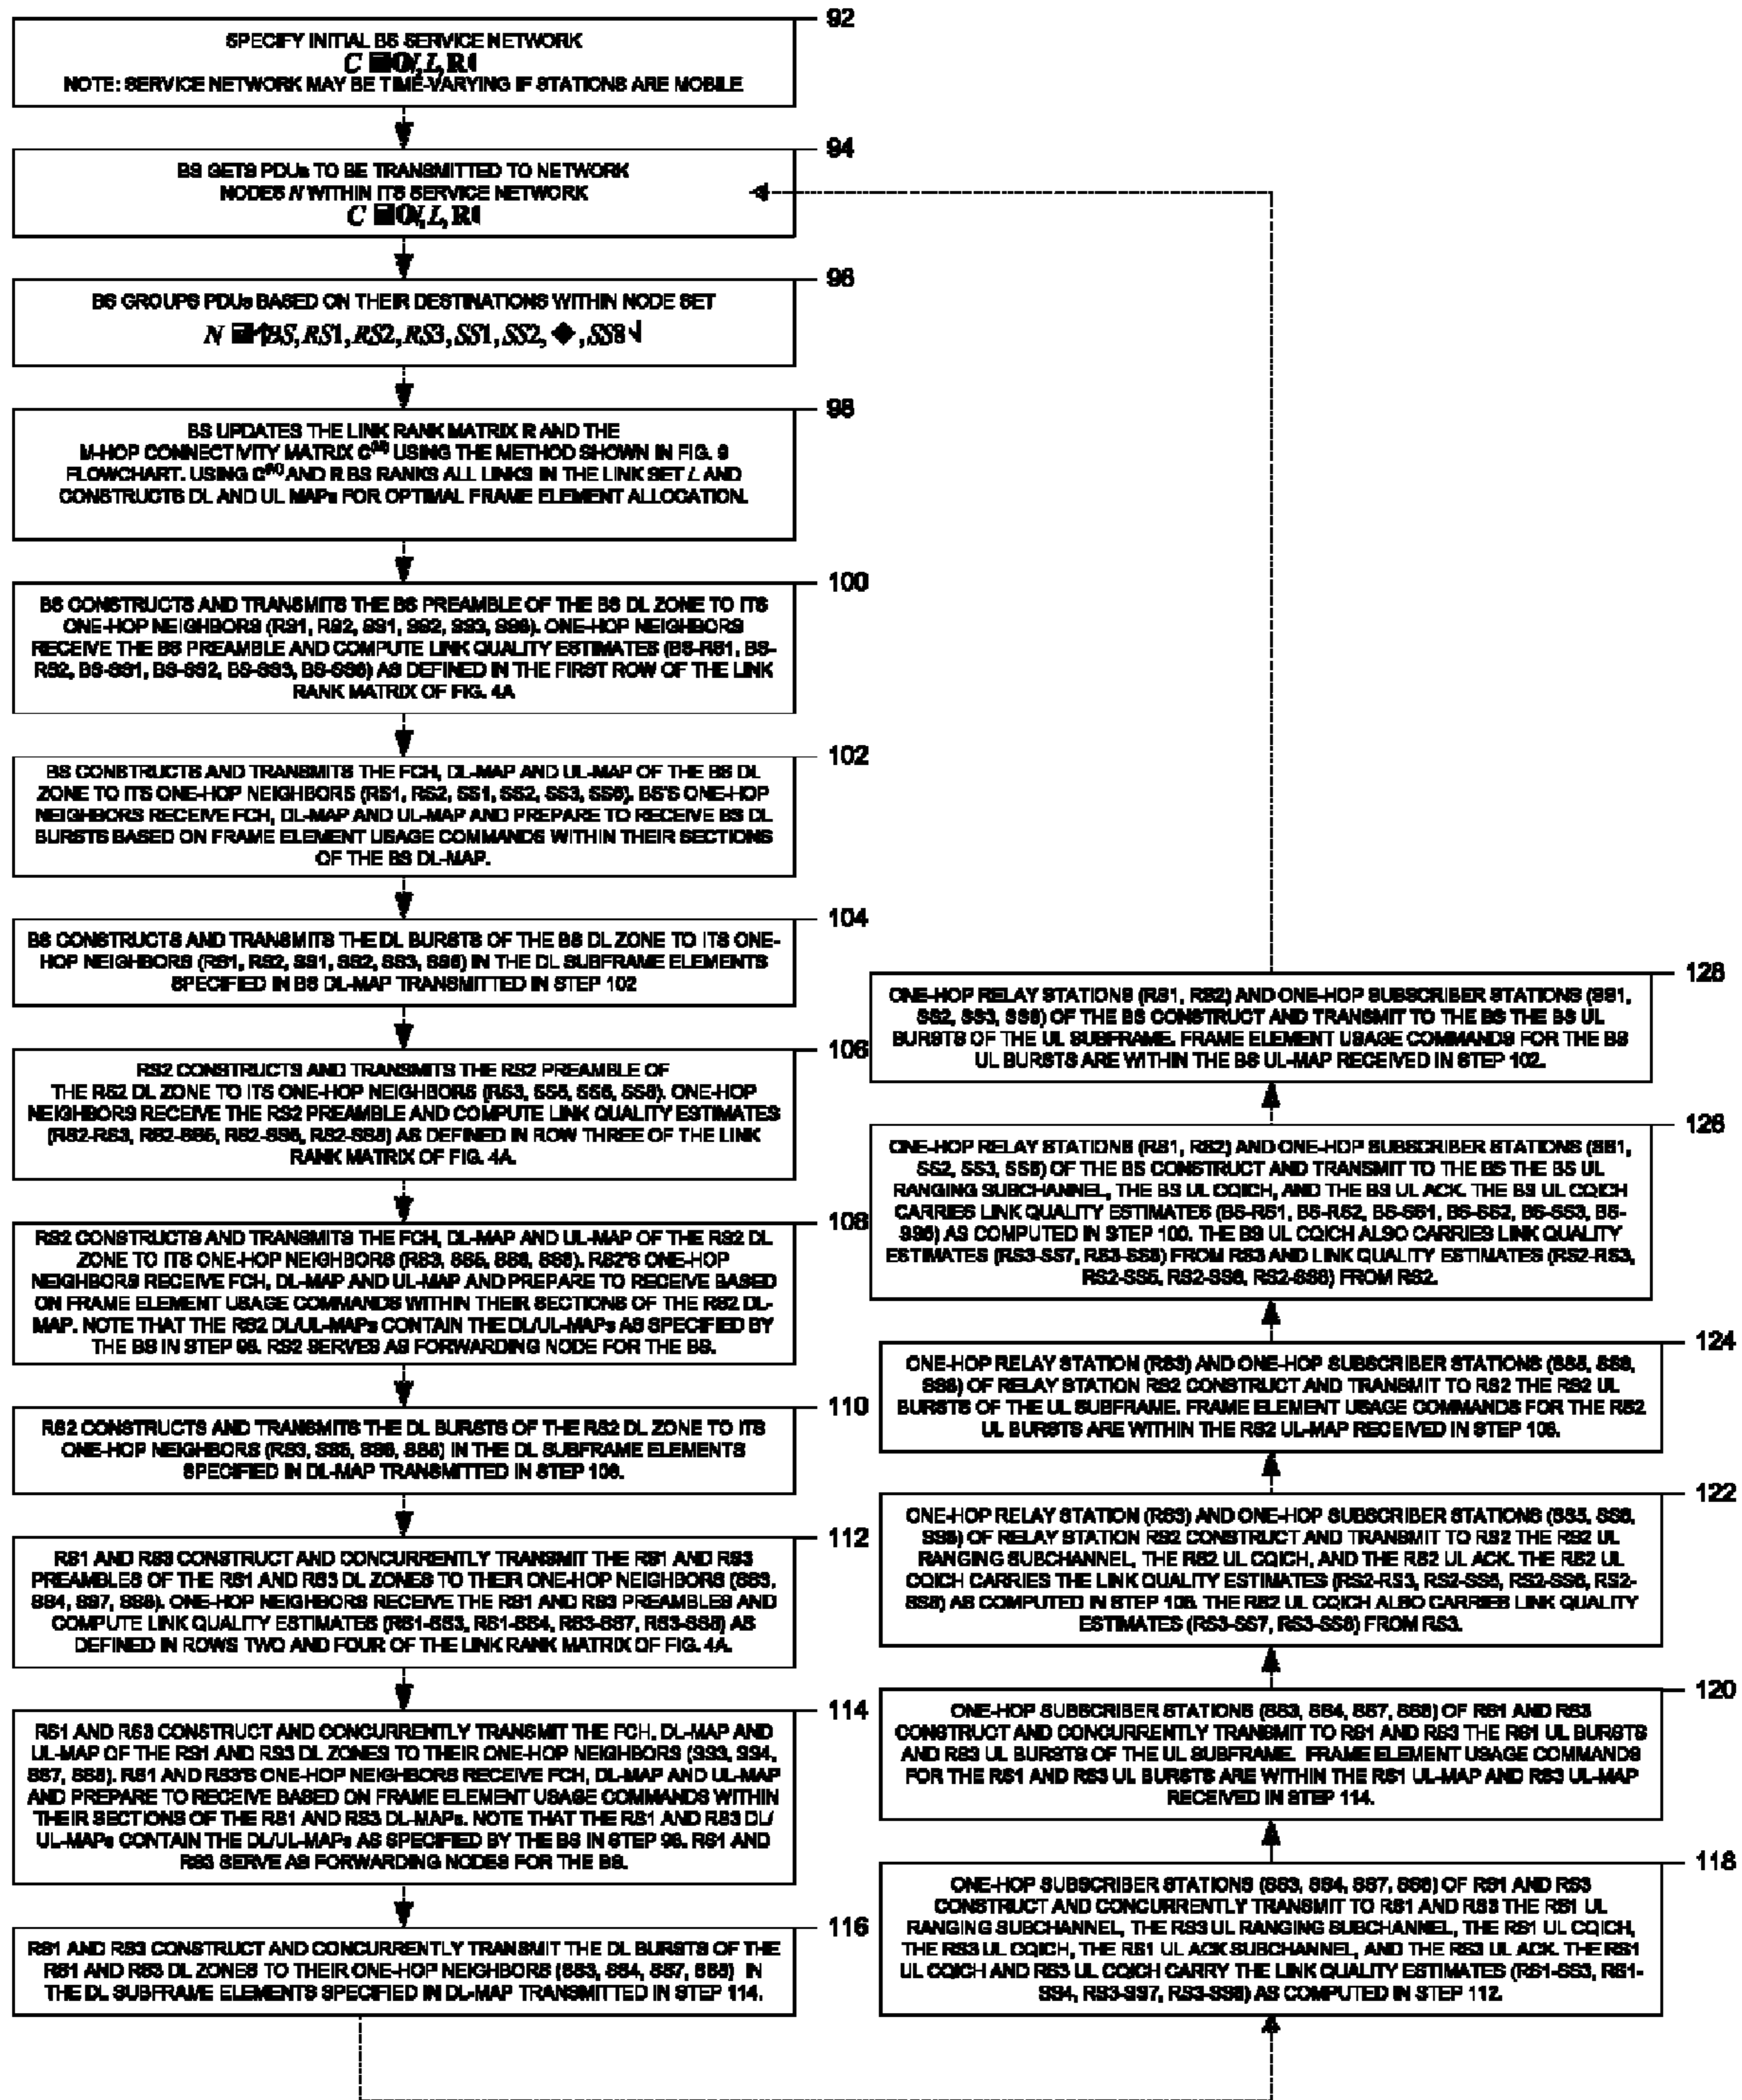 92
SPECIFY INITIAL BS SERVICE NETWORK
C N, L, R
NOTE: SERVICE NETWORK MAY BE TIME-VARYING IF STATIONS ARE MOBILE
94
BS GETS PDUs TO BE TRANSMITTED TO NETWORK
NODES N WITHIN ITS SERVICE NETWORK
C N, L, R
96
BS GROUPS PDUs BASED ON THEIR DESTINATIONS WITHIN NODE SET
N BS, RS1, RS2, RS3, SS1, SS2, ◆, SS8
98
BS UPDATES THE LINK RANK MATRIX R AND THE
M-HOP CONNECTIVITY MATRIX C(M) USING THE METHOD SHOWN IN FIG. 9
FLOWCHART. USING C(M) AND R BS RANKS ALL LINKS IN THE LINK SET L AND
CONSTRUCTS DL AND UL MAPs FOR OPTIMAL FRAME ELEMENT ALLOCATION.
100
BS CONSTRUCTS AND TRANSMITS THE BS PREAMBLE OF THE BS DL ZONE TO ITS
ONE-HOP NEIGHBORS (RS1, RS2, SS1, SS2, SS3, SS6). ONE-HOP NEIGHBORS
RECEIVE THE BS PREAMBLE AND COMPUTE LINK QUALITY ESTIMATES (BS-RS1, BS-
RS2, BS-SS1, BS-SS2, BS-SS3, BS-SS6) AS DEFINED IN THE FIRST ROW OF THE LINK
RANK MATRIX OF FIG. 4A
102
BS CONSTRUCTS AND TRANSMITS THE FCH, DL-MAP AND UL-MAP OF THE BS DL
ZONE TO ITS ONE-HOP NEIGHBORS (RS1, RS2, SS1, SS2, SS3, SS6). BS'S ONE-HOP
NEIGHBORS RECEIVE FCH, DL-MAP AND UL-MAP AND PREPARE TO RECEIVE BS DL
BURSTS BASED ON FRAME ELEMENT USAGE COMMANDS WITHIN THEIR SECTIONS
OF THE BS DL-MAP.
104
BS CONSTRUCTS AND TRANSMITS THE DL BURSTS OF THE BS DL ZONE TO ITS ONE-
HOP NEIGHBORS (RS1, RS2, SS1, SS2, SS3, SS6) IN THE DL SUBFRAME ELEMENTS
SPECIFIED IN BS DL-MAP TRANSMITTED IN STEP 102
106
RS2 CONSTRUCTS AND TRANSMITS THE RS2 PREAMBLE OF
THE RS2 DL ZONE TO ITS ONE-HOP NEIGHBORS (RS3, SS5, SS6, SS8). ONE-HOP
NEIGHBORS RECEIVE THE RS2 PREAMBLE AND COMPUTE LINK QUALITY ESTIMATES
(RS2-RS3, RS2-SS5, RS2-SS6, RS2-SS8) AS DEFINED IN ROW THREE OF THE LINK
RANK MATRIX OF FIG. 4A.
108
RS2 CONSTRUCTS AND TRANSMITS THE FCH, DL-MAP AND UL-MAP OF THE RS2 DL
ZONE TO ITS ONE-HOP NEIGHBORS (RS3, SS5, SS6, SS8). RS2'S ONE-HOP
NEIGHBORS RECEIVE FCH, DL-MAP AND UL-MAP AND PREPARE TO RECEIVE BASED
ON FRAME ELEMENT USAGE COMMANDS WITHIN THEIR SECTIONS OF THE RS2 DL-
MAP. NOTE THAT THE RS2 DL/UL-MAPs CONTAIN THE DL/UL-MAPs AS SPECIFIED BY
THE BS IN STEP 98. RS2 SERVES AS FORWARDING NODE FOR THE BS.
110
RS2 CONSTRUCTS AND TRANSMITS THE DL BURSTS OF THE RS2 DL ZONE TO ITS
ONE-HOP NEIGHBORS (RS3, SS5, SS6, SS8) IN THE DL SUBFRAME ELEMENTS
SPECIFIED IN DL-MAP TRANSMITTED IN STEP 108.
112
RS1 AND RS3 CONSTRUCT AND CONCURRENTLY TRANSMIT THE RS1 AND RS3
PREAMBLES OF THE RS1 AND RS3 DL ZONES TO THEIR ONE-HOP NEIGHBORS (SS3,
SS4, SS7, SS8). ONE-HOP NEIGHBORS RECEIVE THE RS1 AND RS3 PREAMBLES AND
COMPUTE LINK QUALITY ESTIMATES (RS1-SS3, RS1-SS4, RS3-SS7, RS3-SS8) AS
DEFINED IN ROWS TWO AND FOUR OF THE LINK RANK MATRIX OF FIG. 4A.
114
RS1 AND RS3 CONSTRUCT AND CONCURRENTLY TRANSMIT THE FCH, DL-MAP AND
UL-MAP OF THE RS1 AND RS3 DL ZONES TO THEIR ONE-HOP NEIGHBORS (SS3, SS4,
SS7, SS8). RS1 AND RS3'S ONE-HOP NEIGHBORS RECEIVE FCH, DL-MAP AND UL-MAP
AND PREPARE TO RECEIVE BASED ON FRAME ELEMENT USAGE COMMANDS WITHIN
THEIR SECTIONS OF THE RS1 AND RS3 DL-MAPs. NOTE THAT THE RS1 AND RS3 DL/
UL-MAPs CONTAIN THE DL/UL-MAPs AS SPECIFIED BY THE BS IN STEP 98. RS1 AND
RS3 SERVE AS FORWARDING NODES FOR THE BS.
116
RS1 AND RS3 CONSTRUCT AND CONCURRENTLY TRANSMIT THE DL BURSTS OF THE
RS1 AND RS3 DL ZONES TO THEIR ONE-HOP NEIGHBORS (SS3, SS4, SS7, SS8) IN
THE DL SUBFRAME ELEMENTS SPECIFIED IN DL-MAP TRANSMITTED IN STEP 114.
128
ONE-HOP RELAY STATIONS (RS1, RS2) AND ONE-HOP SUBSCRIBER STATIONS (SS1,
SS2, SS3, SS6) OF THE BS CONSTRUCT AND TRANSMIT TO THE BS THE BS UL
BURSTS OF THE UL SUBFRAME. FRAME ELEMENT USAGE COMMANDS FOR THE BS
UL BURSTS ARE WITHIN THE BS UL-MAP RECEIVED IN STEP 102.
126
ONE-HOP RELAY STATIONS (RS1, RS2) AND ONE-HOP SUBSCRIBER STATIONS (SS1,
SS2, SS3, SS6) OF THE BS CONSTRUCT AND TRANSMIT TO THE BS THE BS UL
RANGING SUBCHANNEL, THE BS UL CQICH, AND THE BS UL ACK. THE BS UL CQICH
CARRIES LINK QUALITY ESTIMATES (BS-RS1, BS-RS2, BS-SS1, BS-SS2, BS-SS3, BS-
SS6) AS COMPUTED IN STEP 100. THE BS UL CQICH ALSO CARRIES LINK QUALITY
ESTIMATES (RS3-SS7, RS3-SS8) FROM RS3 AND LINK QUALITY ESTIMATES (RS2-RS3,
RS2-SS5, RS2-SS6, RS2-SS8) FROM RS2.
124
ONE-HOP RELAY STATION (RS3) AND ONE-HOP SUBSCRIBER STATIONS (SS5, SS6,
SS8) OF RELAY STATION RS2 CONSTRUCT AND TRANSMIT TO RS2 THE RS2 UL
BURSTS OF THE UL SUBFRAME. FRAME ELEMENT USAGE COMMANDS FOR THE RS2
UL BURSTS ARE WITHIN THE RS2 UL-MAP RECEIVED IN STEP 108.
122
ONE-HOP RELAY STATION (RS3) AND ONE-HOP SUBSCRIBER STATIONS (SS5, SS6,
SS8) OF RELAY STATION RS2 CONSTRUCT AND TRANSMIT TO RS2 THE RS2 UL
RANGING SUBCHANNEL, THE RS2 UL CQICH, AND THE RS2 UL ACK. THE RS2 UL
CQICH CARRIES THE LINK QUALITY ESTIMATES (RS2-RS3, RS2-SS5, RS2-SS6, RS2-
SS8) AS COMPUTED IN STEP 106. THE RS2 UL CQICH ALSO CARRIES LINK QUALITY
ESTIMATES (RS3-SS7, RS3-SS8) FROM RS3.
120
ONE-HOP SUBSCRIBER STATIONS (SS3, SS4, SS7, SS8) OF RS1 AND RS3
CONSTRUCT AND CONCURRENTLY TRANSMIT TO RS1 AND RS3 THE RS1 UL BURSTS
AND RS3 UL BURSTS OF THE UL SUBFRAME. FRAME ELEMENT USAGE COMMANDS
FOR THE RS1 AND RS3 UL BURSTS ARE WITHIN THE RS1 UL-MAP AND RS3 UL-MAP
RECEIVED IN STEP 114.
118
ONE-HOP SUBSCRIBER STATIONS (SS3, SS4, SS7, SS8) OF RS1 AND RS3
CONSTRUCT AND CONCURRENTLY TRANSMIT TO RS1 AND RS3 THE RS1 UL
RANGING SUBCHANNEL, THE RS3 UL RANGING SUBCHANNEL, THE RS1 UL CQICH,
THE RS3 UL CQICH, THE RS1 UL ACK SUBCHANNEL, AND THE RS3 UL ACK. THE RS1
UL CQICH AND RS3 UL CQICH CARRY THE LINK QUALITY ESTIMATES (RS1-SS3, RS1-
SS4, RS3-SS7, RS3-SS8) AS COMPUTED IN STEP 112.